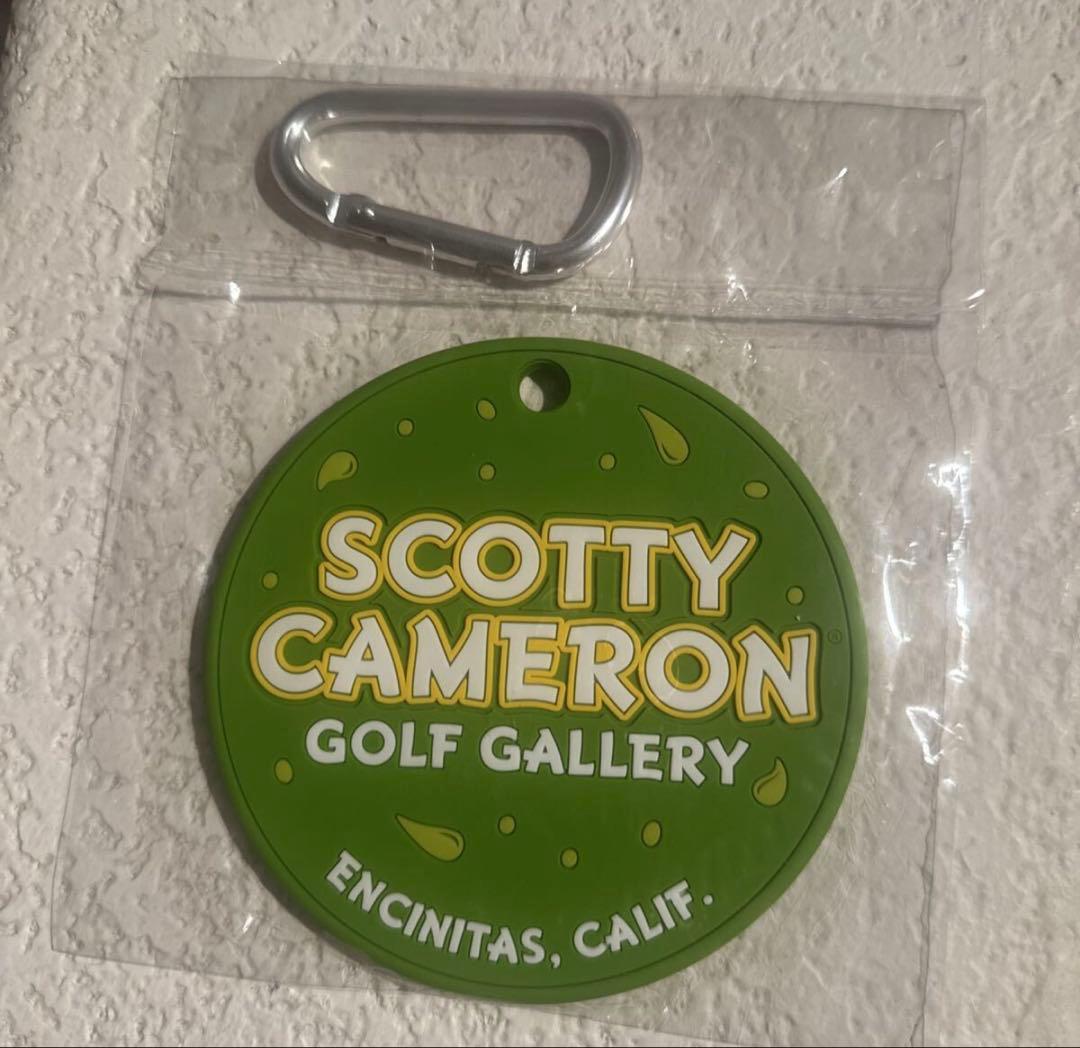 SCOTTY
CAMERON®
GOLF GALLERY
ENCINITAS, CALIF.